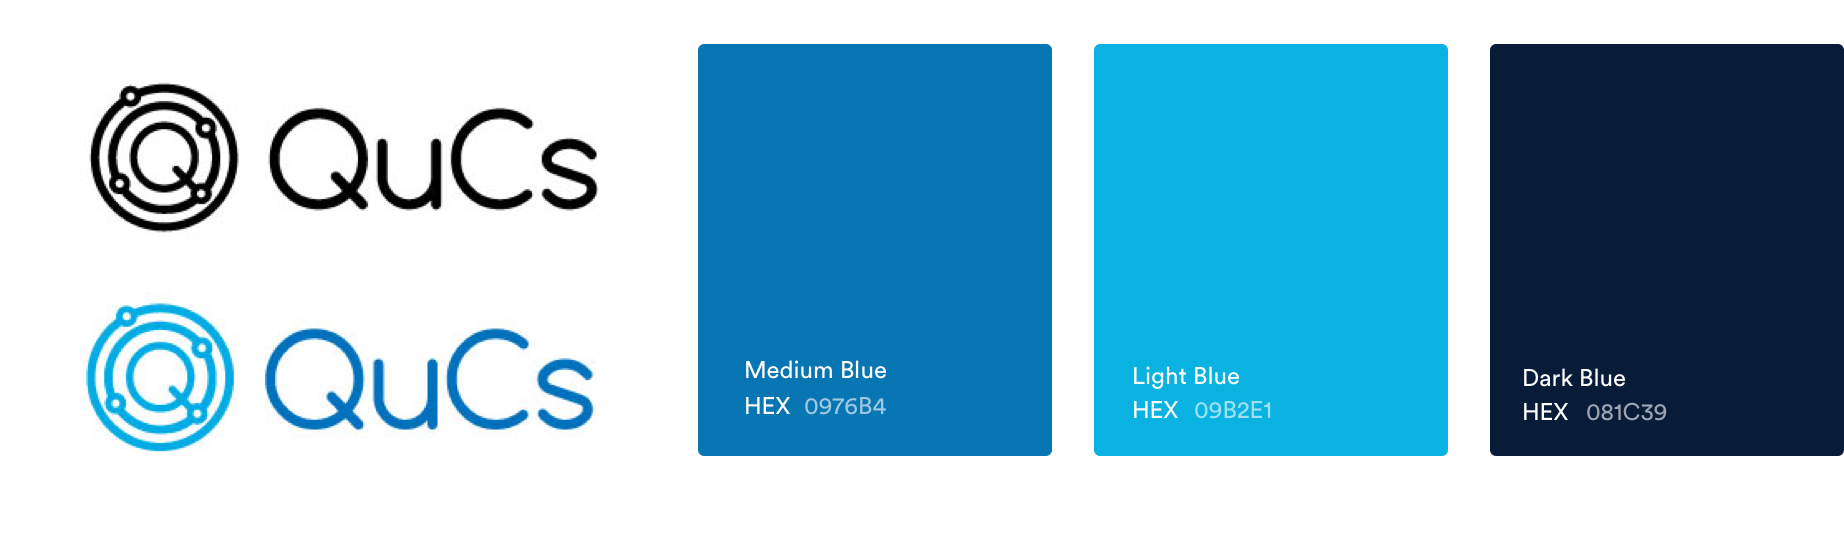 QuCs
QuCs
Medium Blue
HEX 0976B4
Light Blue
HEX 09B2E1
Dark Blue
HEX 081C39